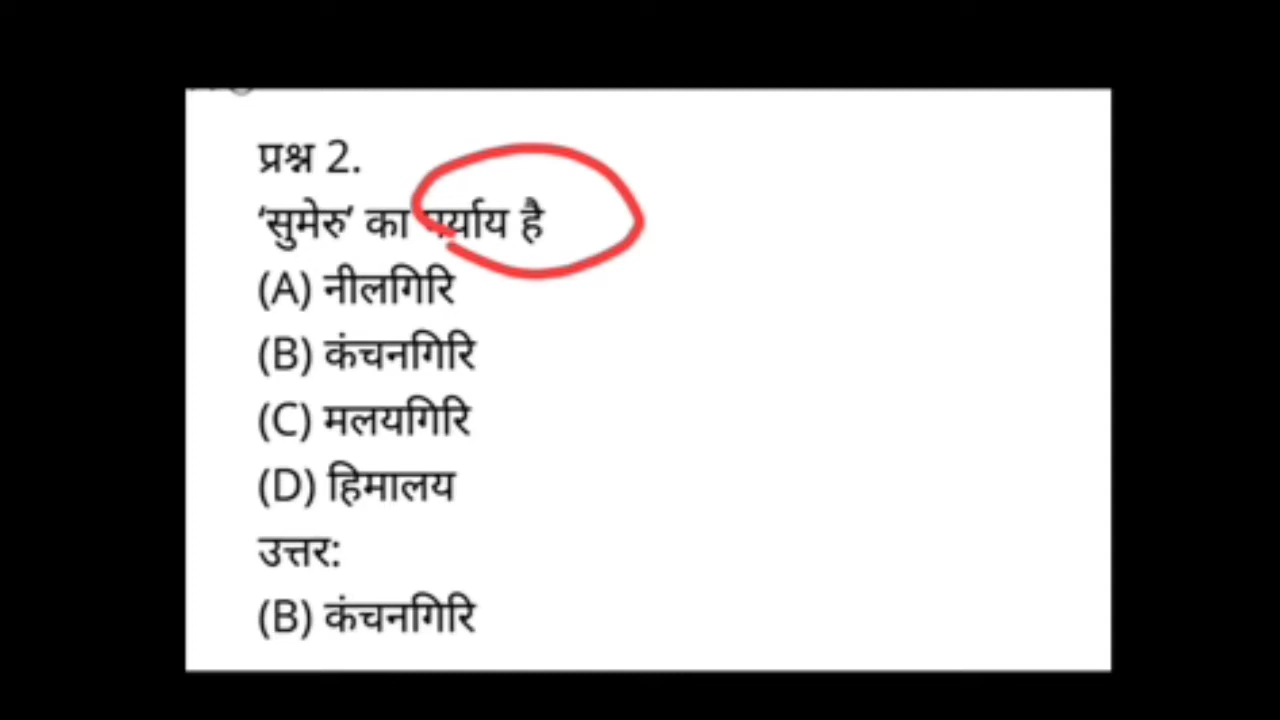 प्रश्न 2.
‘सुमेरु’ का पर्याय है
(A) नीलगिरि
(B) कंचनगिरि
(C) मलयगिरि
(D) हिमालय
उत्तर:
(B) कंचनगिरि